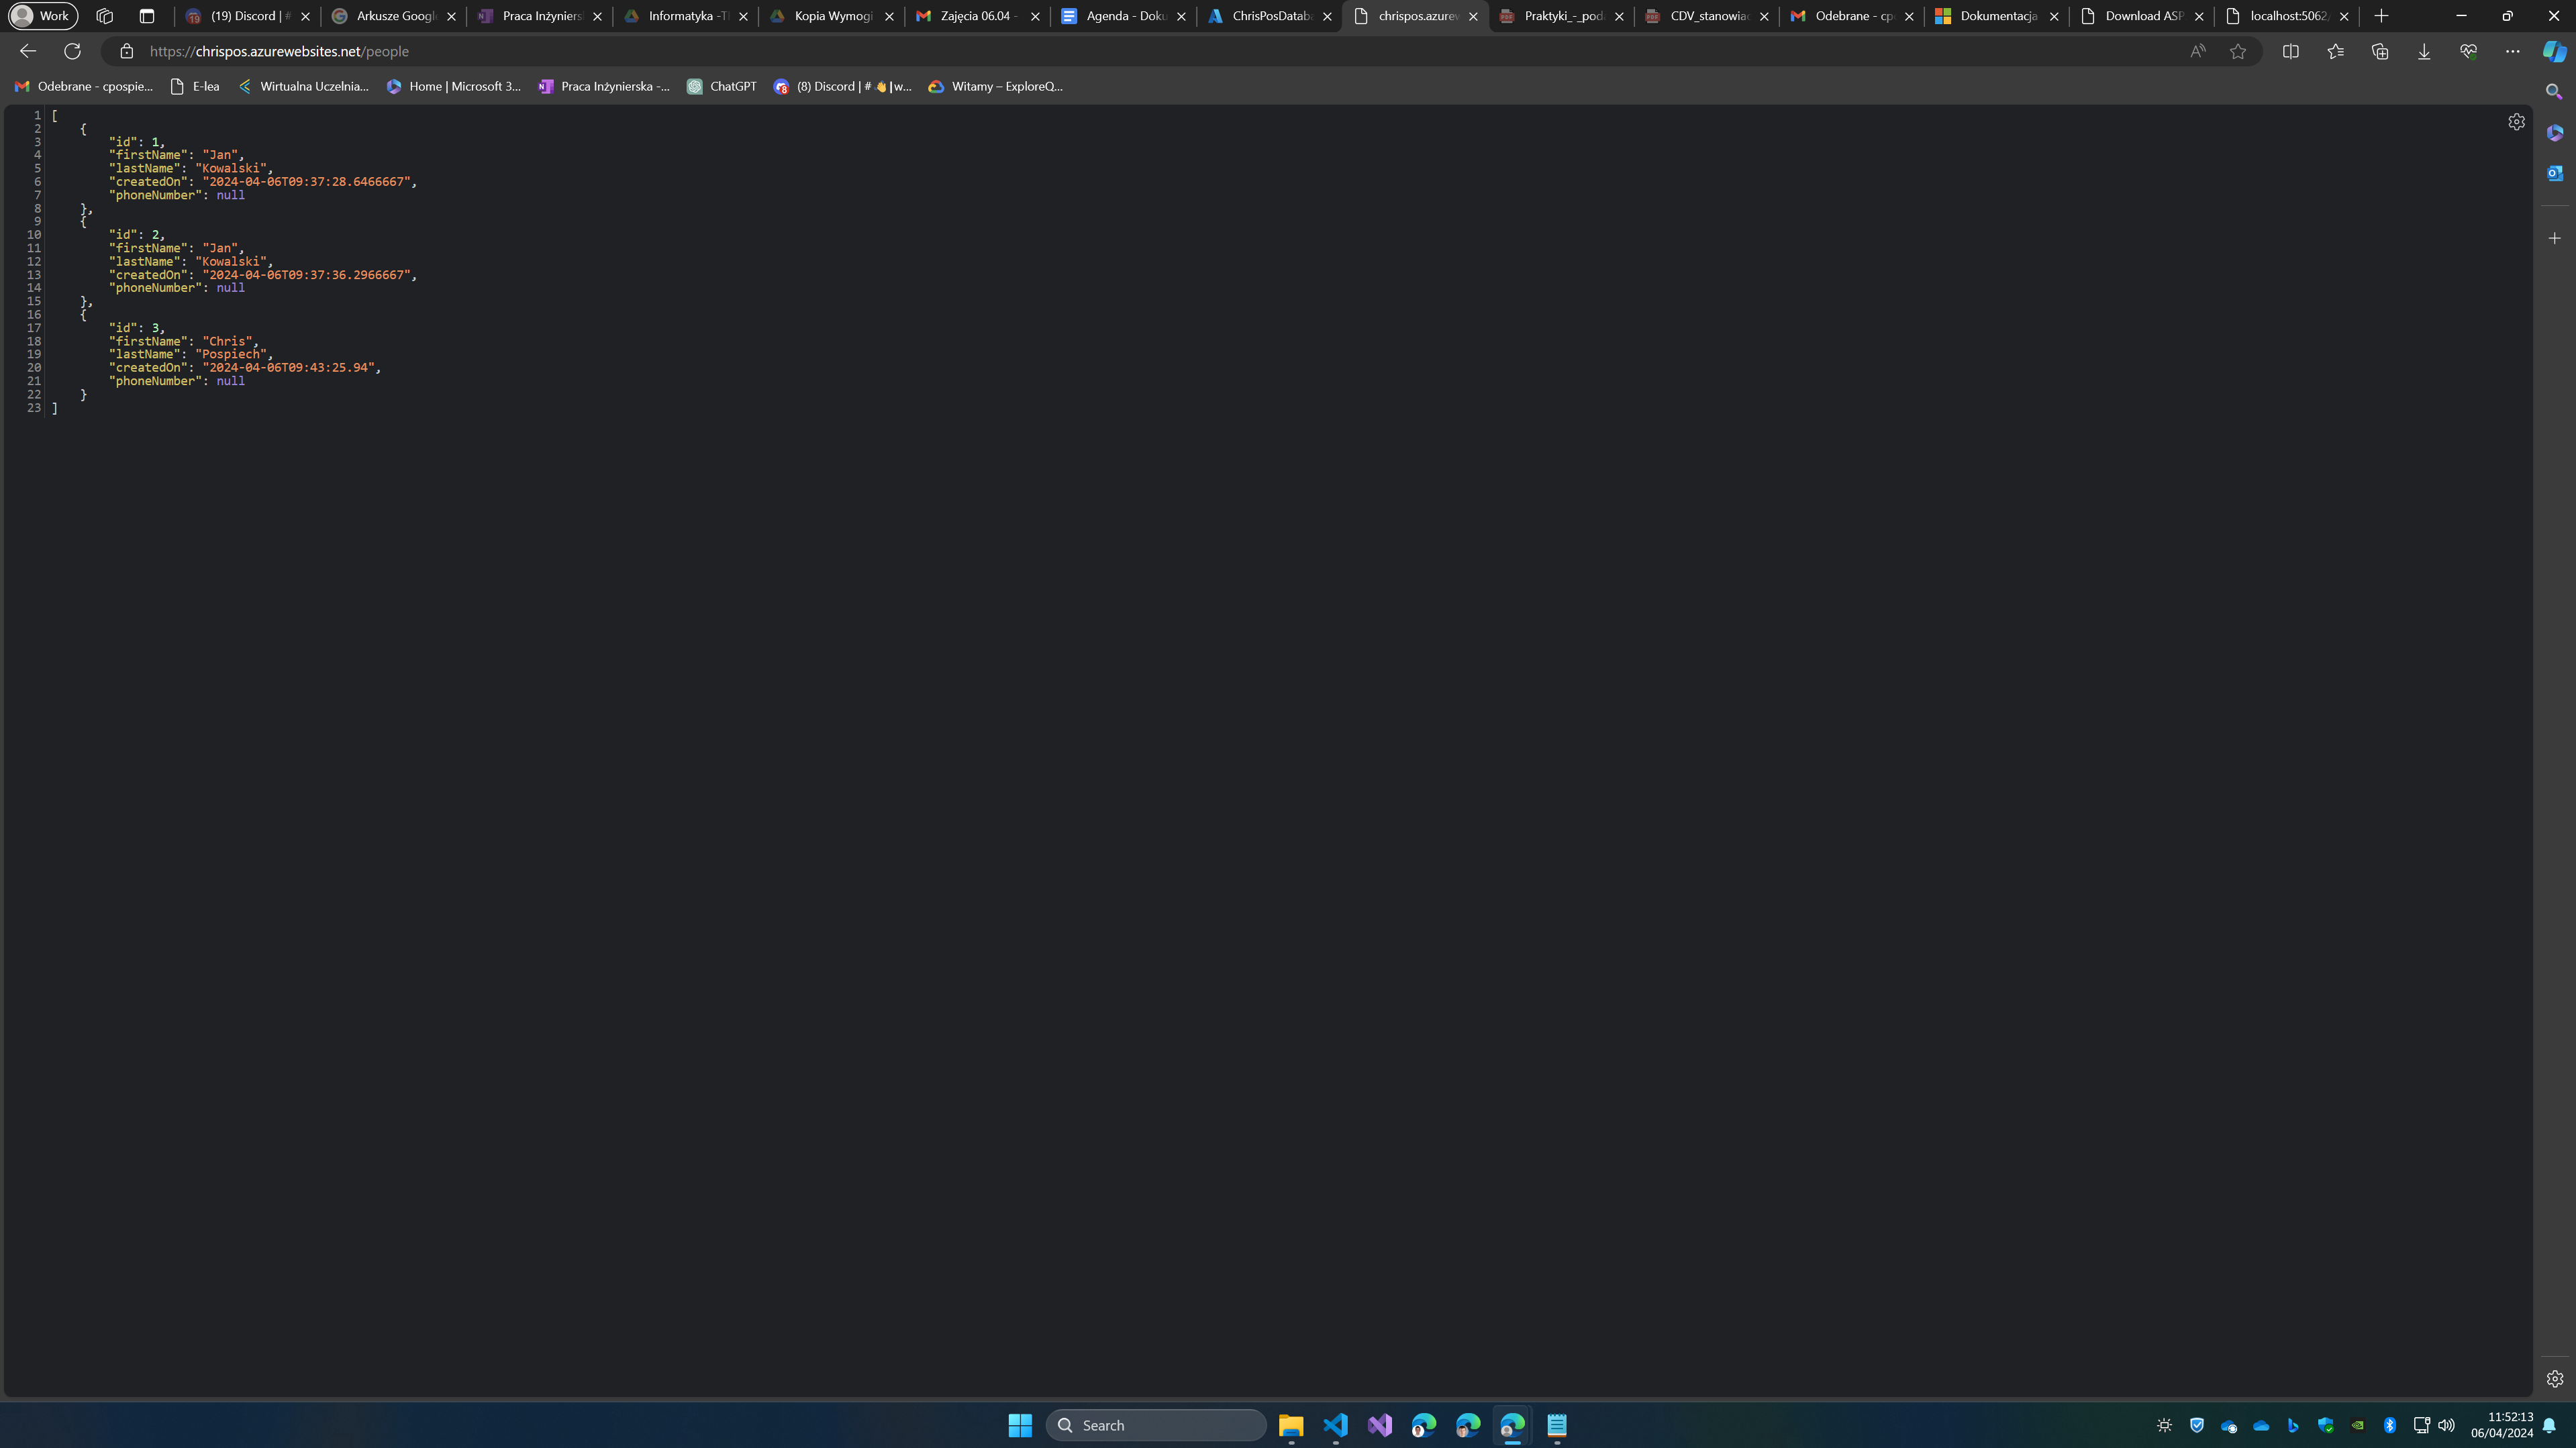 Work
(19) Discord | #
Arkusze Googl
Praca Inżyniers
Informatyka -T
Kopia Wymogi
Zajęcia 06.04 -
Agenda - Doku
ChrisPosDataba
chrispos.azurew
Praktyki_-_pod
CDV_stanowiac
Odebrane - cp
Dokumentacja
Download ASP
localhost:5062/
https://chrispos.azurewebsites.net/people
Odebrane - cpospie...
E-lea
Wirtualna Uczelnia...
Home | Microsoft 3...
Praca Inżynierska -...
ChatGPT
(8) Discord | #👋|w...
Witamy – ExploreQ...
1 [
2 {
3 "id": 1,
4 "firstName": "Jan",
5 "lastName": "Kowalski",
6 "createdOn": "2024-04-06T09:37:28.6466667",
7 "phoneNumber": null
8 },
9 {
10 "id": 2,
11 "firstName": "Jan",
12 "lastName": "Kowalski",
13 "createdOn": "2024-04-06T09:37:36.2966667",
14 "phoneNumber": null
15 },
16 {
17 "id": 3,
18 "firstName": "Chris",
19 "lastName": "Pospiech",
20 "createdOn": "2024-04-06T09:43:25.94",
21 "phoneNumber": null
22 }
23 ]
Search
11:52:13
06/04/2024